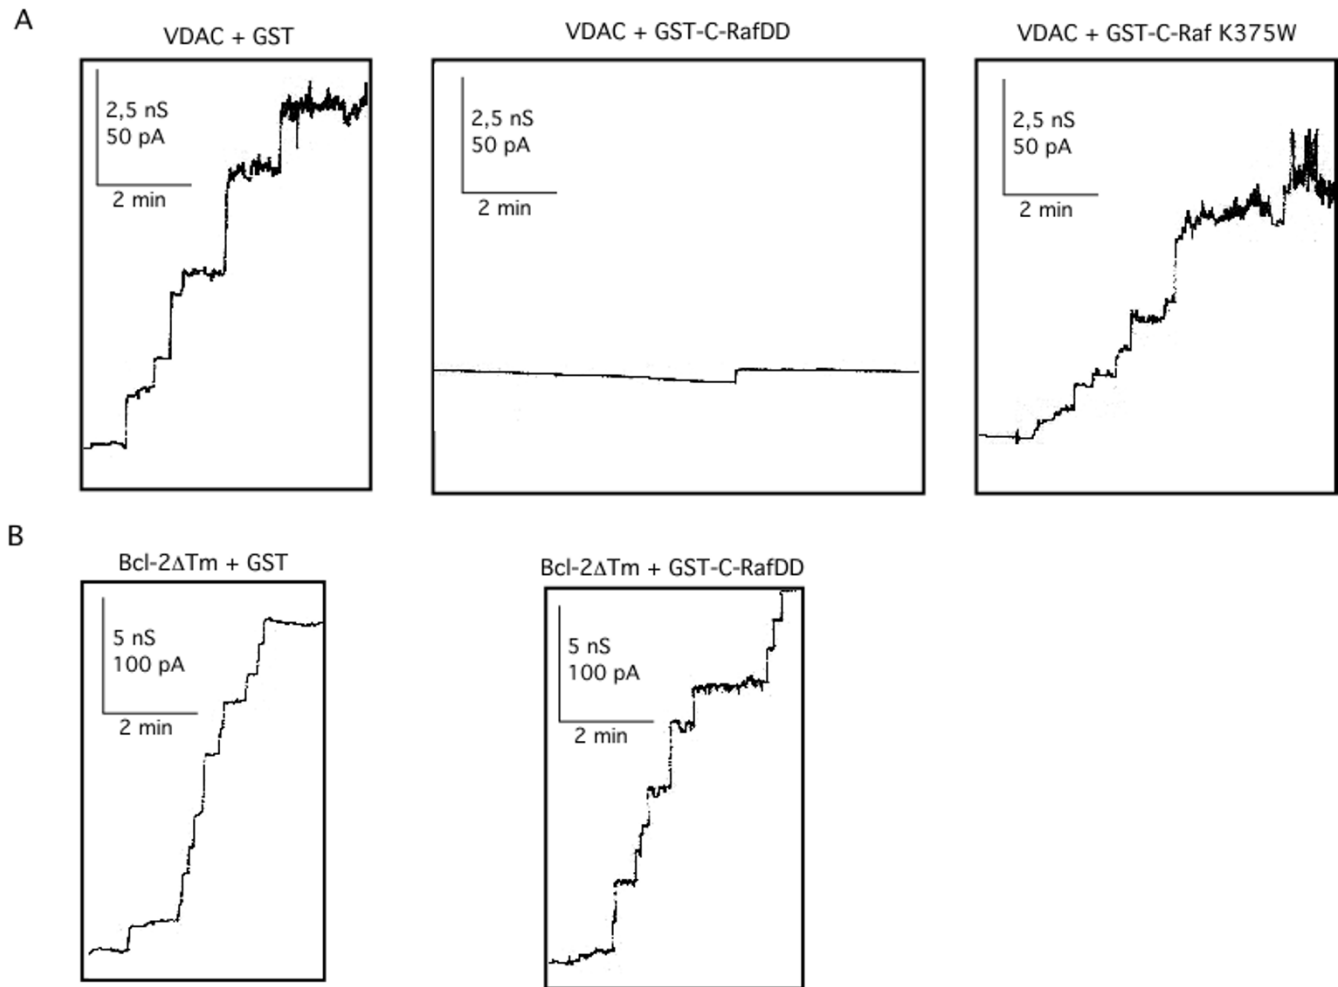 A
VDAC + GST
VDAC + GST-C-RafDD
VDAC + GST-C-Raf K375W
2,5 nS
50 pA
2 min
2,5 nS
50 pA
2 min
2,5 nS
50 pA
2 min
B
Bcl-2ΔTm + GST
Bcl-2ΔTm + GST-C-RafDD
5 nS
100 pA
2 min
5 nS
100 pA
2 min